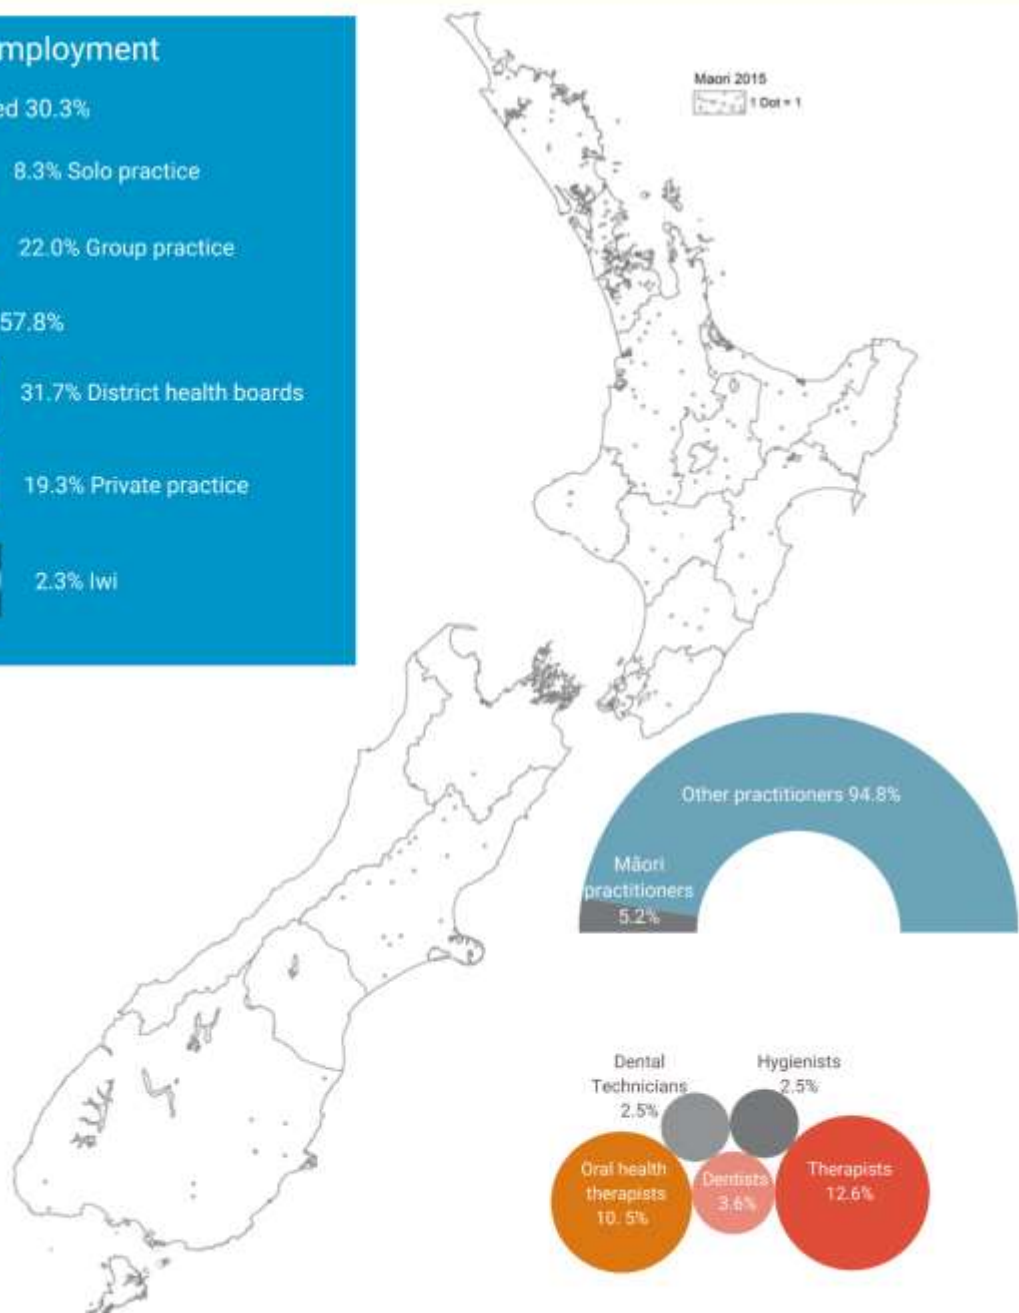 mployment
ed 30.3%
8.3% Solo practice
22.0% Group practice
57.8%
31.7% District health boards
19.3% Private practice
2.3% Iwi
Maori 2015
1 Dot = 1
Other practitioners 94.8%
Māori
practitioners
5.2%
Dental
Technicians
2.5%
Hygienists
2.5%
Oral health
therapists
10. 5%
Dentists
3.6%
Therapists
12.6%